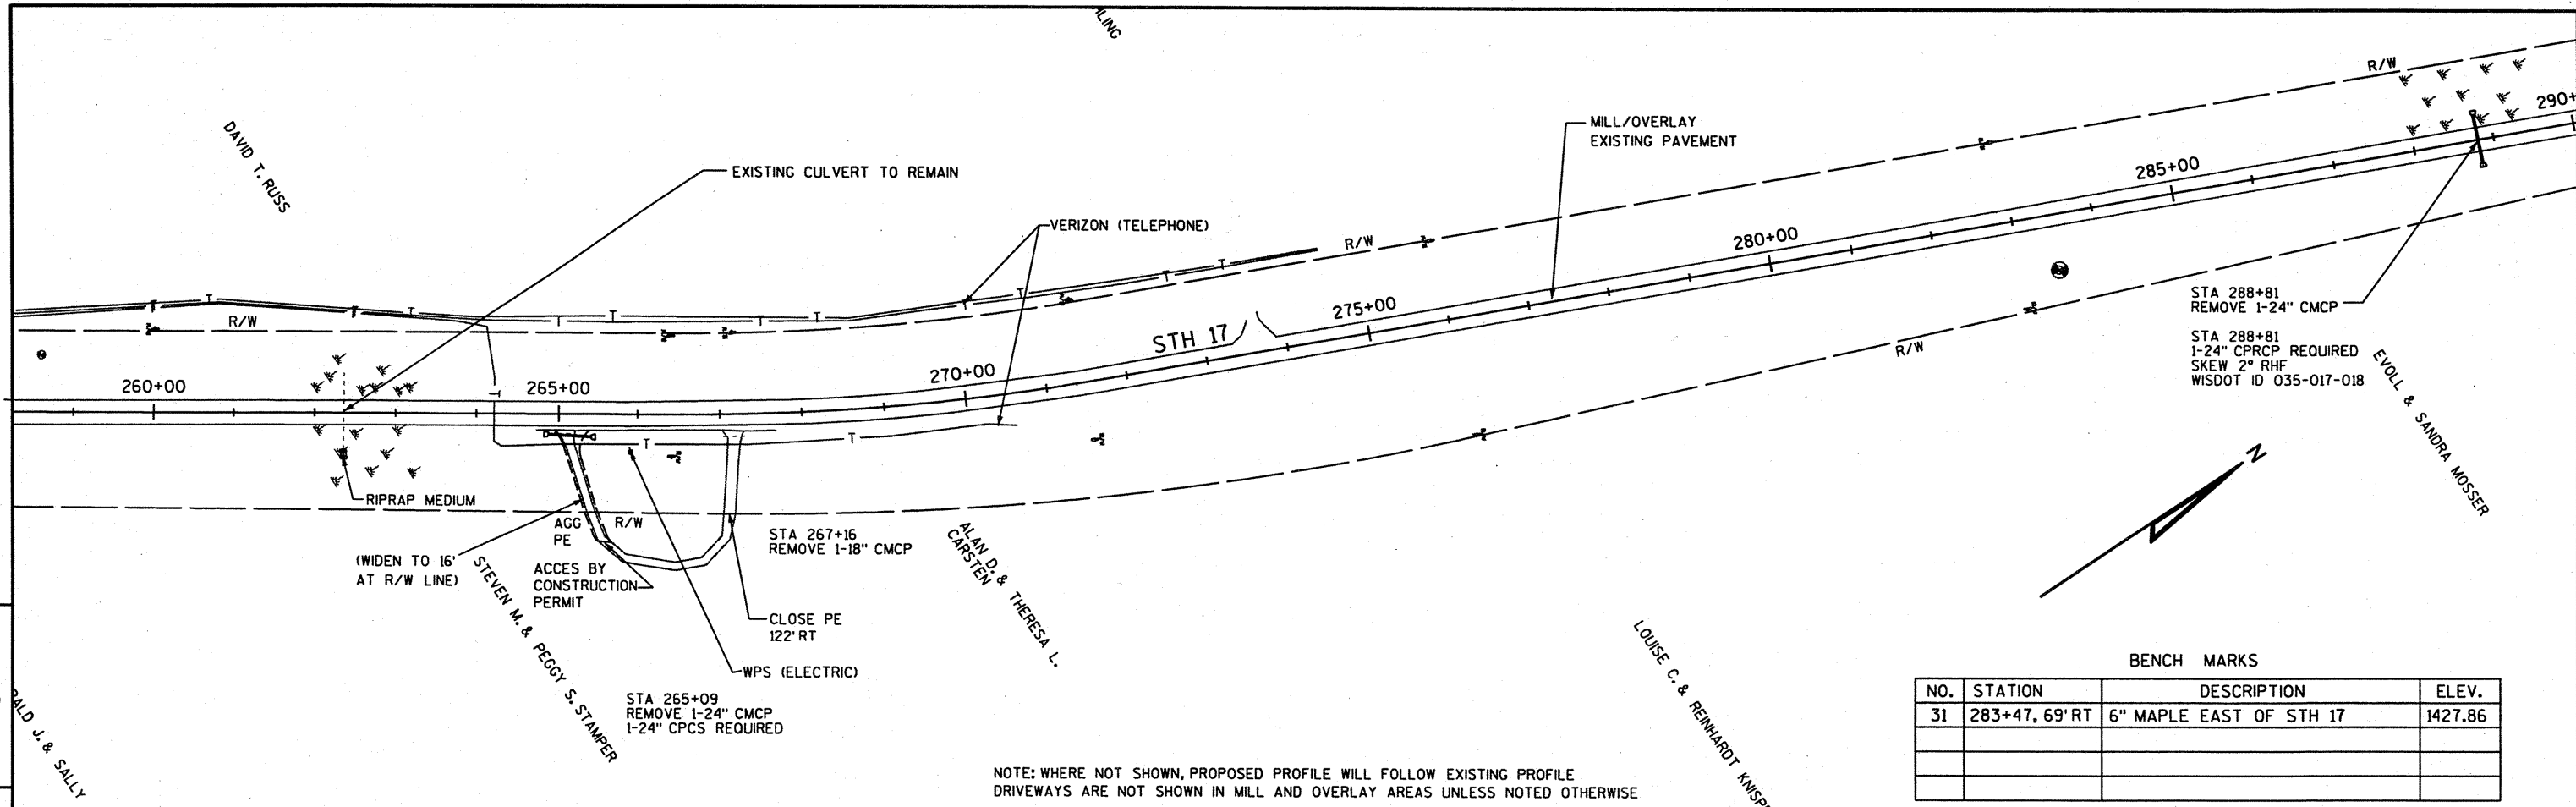 DAVID T. RUSS
EXISTING CULVERT TO REMAIN
VERIZON (TELEPHONE)
MILL/OVERLAY
EXISTING PAVEMENT
R/W
R/W
R/W
R/W
R/W
260+00
265+00
270+00
STH 17
275+00
280+00
285+00
290+
T
T
T
T
T
T
T
T
T
T
T
T
T
RIPRAP MEDIUM
(WIDEN TO 16'
AT R/W LINE)
AGG
PE
ACCES BY
CONSTRUCTION
PERMIT
STA 267+16
REMOVE 1-18" CMCP
CLOSE PE
122' RT
WPS (ELECTRIC)
STA 265+09
REMOVE 1-24" CMCP
1-24" CPCS REQUIRED
STEVEN M. & PEGGY S. STAMPER
ALAN D. & THERESA L.
CARSTEN
LOUISE C. & REINHARDT
J. & SALLY
STA 288+81
REMOVE 1-24" CMCP
STA 288+81
1-24" CPRCP REQUIRED
SKEW 2° RHF
WISDOT ID 035-017-018
EVOLL & SANDRA MOSSER
N
BENCH MARKS
NO. STATION DESCRIPTION ELEV.
31 283+47, 69' RT 6" MAPLE EAST OF STH 17 1427.86
NOTE: WHERE NOT SHOWN, PROPOSED PROFILE WILL FOLLOW EXISTING PROFILE
DRIVEWAYS ARE NOT SHOWN IN MILL AND OVERLAY AREAS UNLESS NOTED OTHERWISE